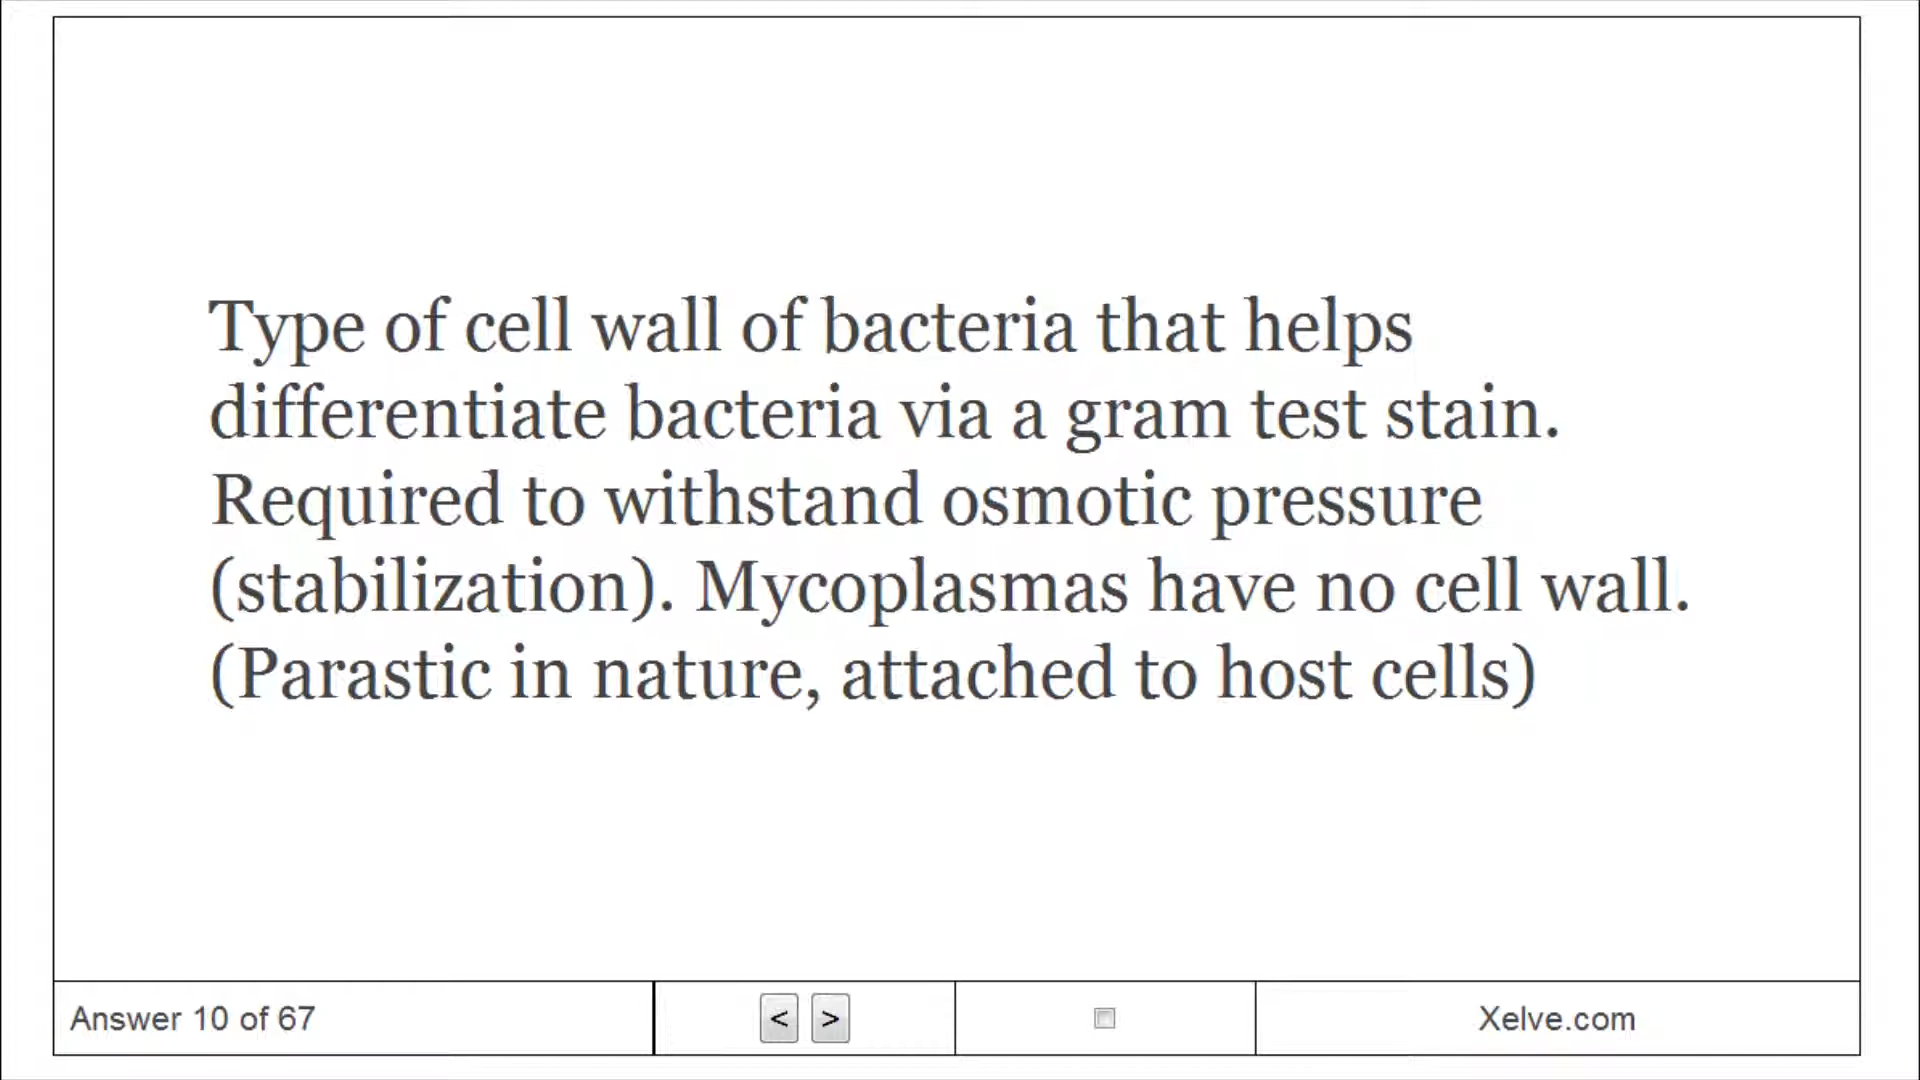 Type of cell wall of bacteria that helps
differentiate bacteria via a gram test stain.
Required to withstand osmotic pressure
(stabilization). Mycoplasmas have no cell wall.
(Parastic in nature, attached to host cells)
Answer 10 of 67
< >
Xelve.com